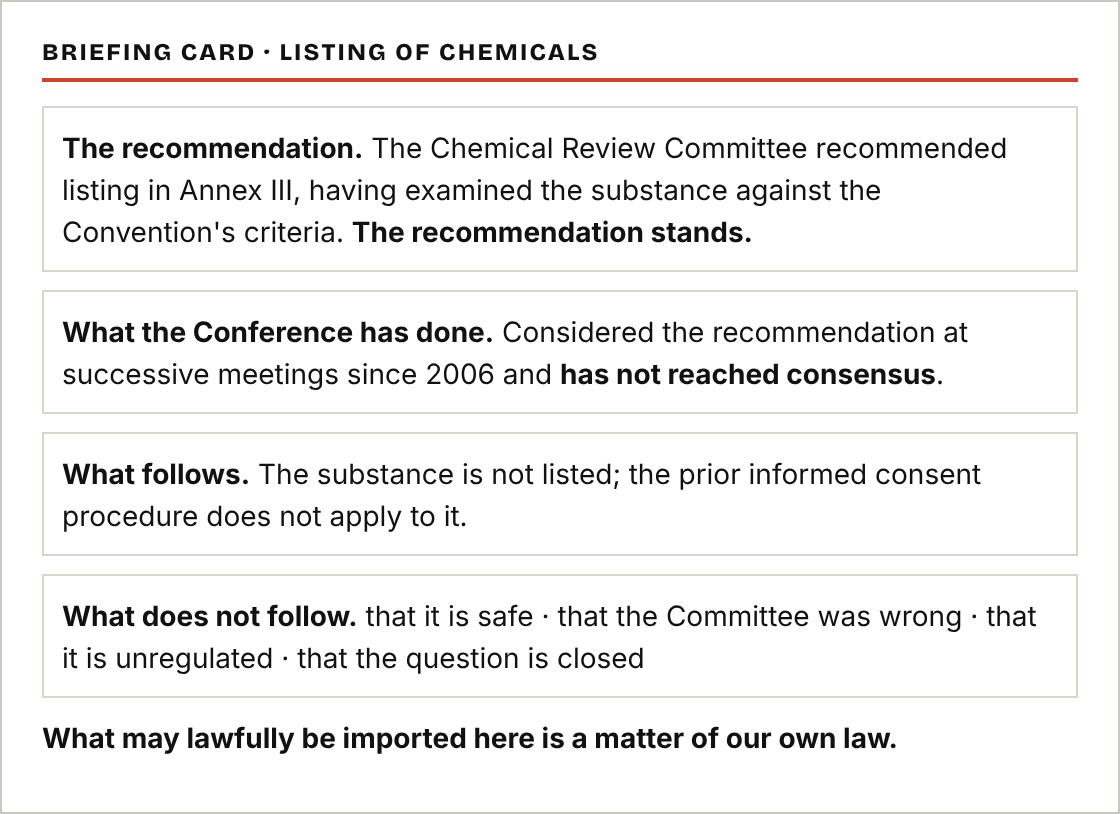 BRIEFING CARD · LISTING OF CHEMICALS
The recommendation. The Chemical Review Committee recommended
listing in Annex III, having examined the substance against the
Convention's criteria. The recommendation stands.
What the Conference has done. Considered the recommendation at
successive meetings since 2006 and has not reached consensus.
What follows. The substance is not listed; the prior informed consent
procedure does not apply to it.
What does not follow. that it is safe · that the Committee was wrong · that
it is unregulated · that the question is closed
What may lawfully be imported here is a matter of our own law.